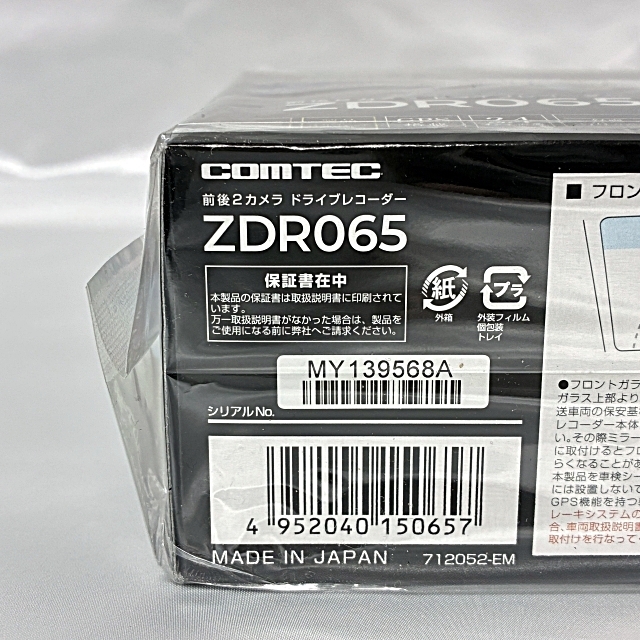 ZDR065
COMTEC
前後2カメラ ドライブレコーダー
ZDR065
保証書在中
本製品の保証書は取扱説明書に印刷されて
います。
万一取扱説明書がなかった場合は、製品を
ご使用になる前に弊社へご請求ください。
紙
外箱
プラ
外装フィルム
個包装
トレイ
MY139568A
シリアルNo.
4 952040 150657
MADE IN JAPAN 712052-EM
■ フロン
●フロントガラ
ガラス上部より
送車両の保安基
レコーダー本体
い。その際ミラー
に取付けるとフロ
らくなることがあ
本製品を車検シー
には設置しないで
GPS機能を持つ
レーキシステムの
合、車両取扱説明書
取付けを行なって